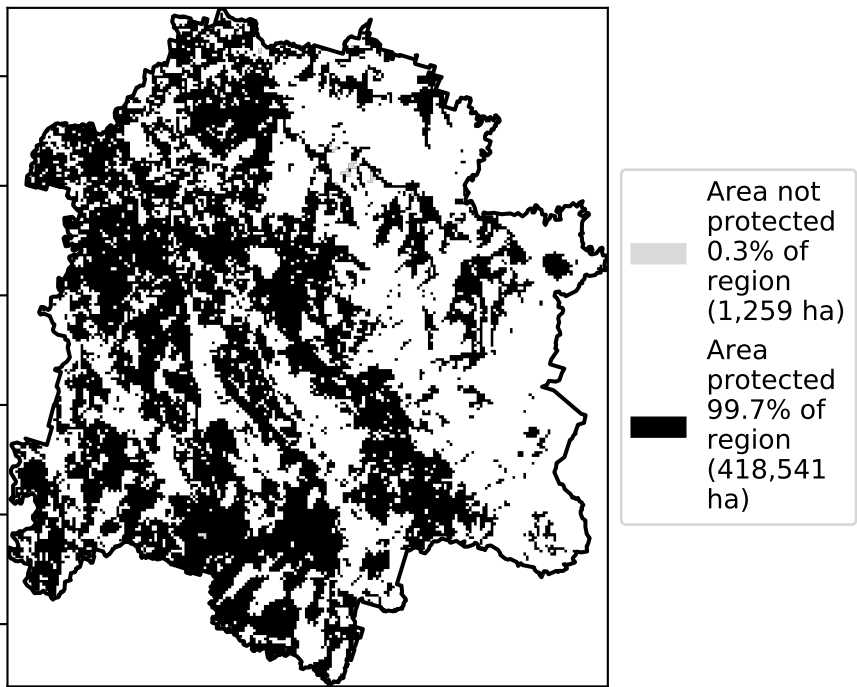 Area not
protected
0.3% of
region
(1,259 ha)
Area
protected
99.7% of
region
(418,541
ha)